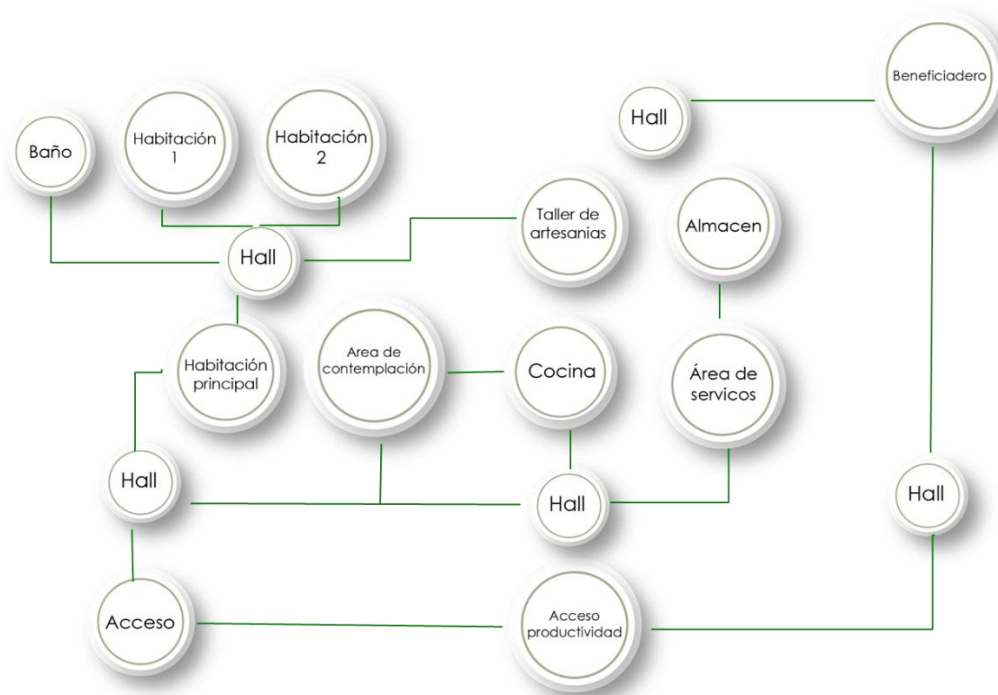 Beneficiadero
Hall
Baño
Habitación
1
Habitación
2
Taller de
artesanias
Almacen
Hall
Habitación
principal
Area de
contemplación
Cocina
Área de
servicos
Hall
Hall
Hall
Acceso
Acceso
productividad